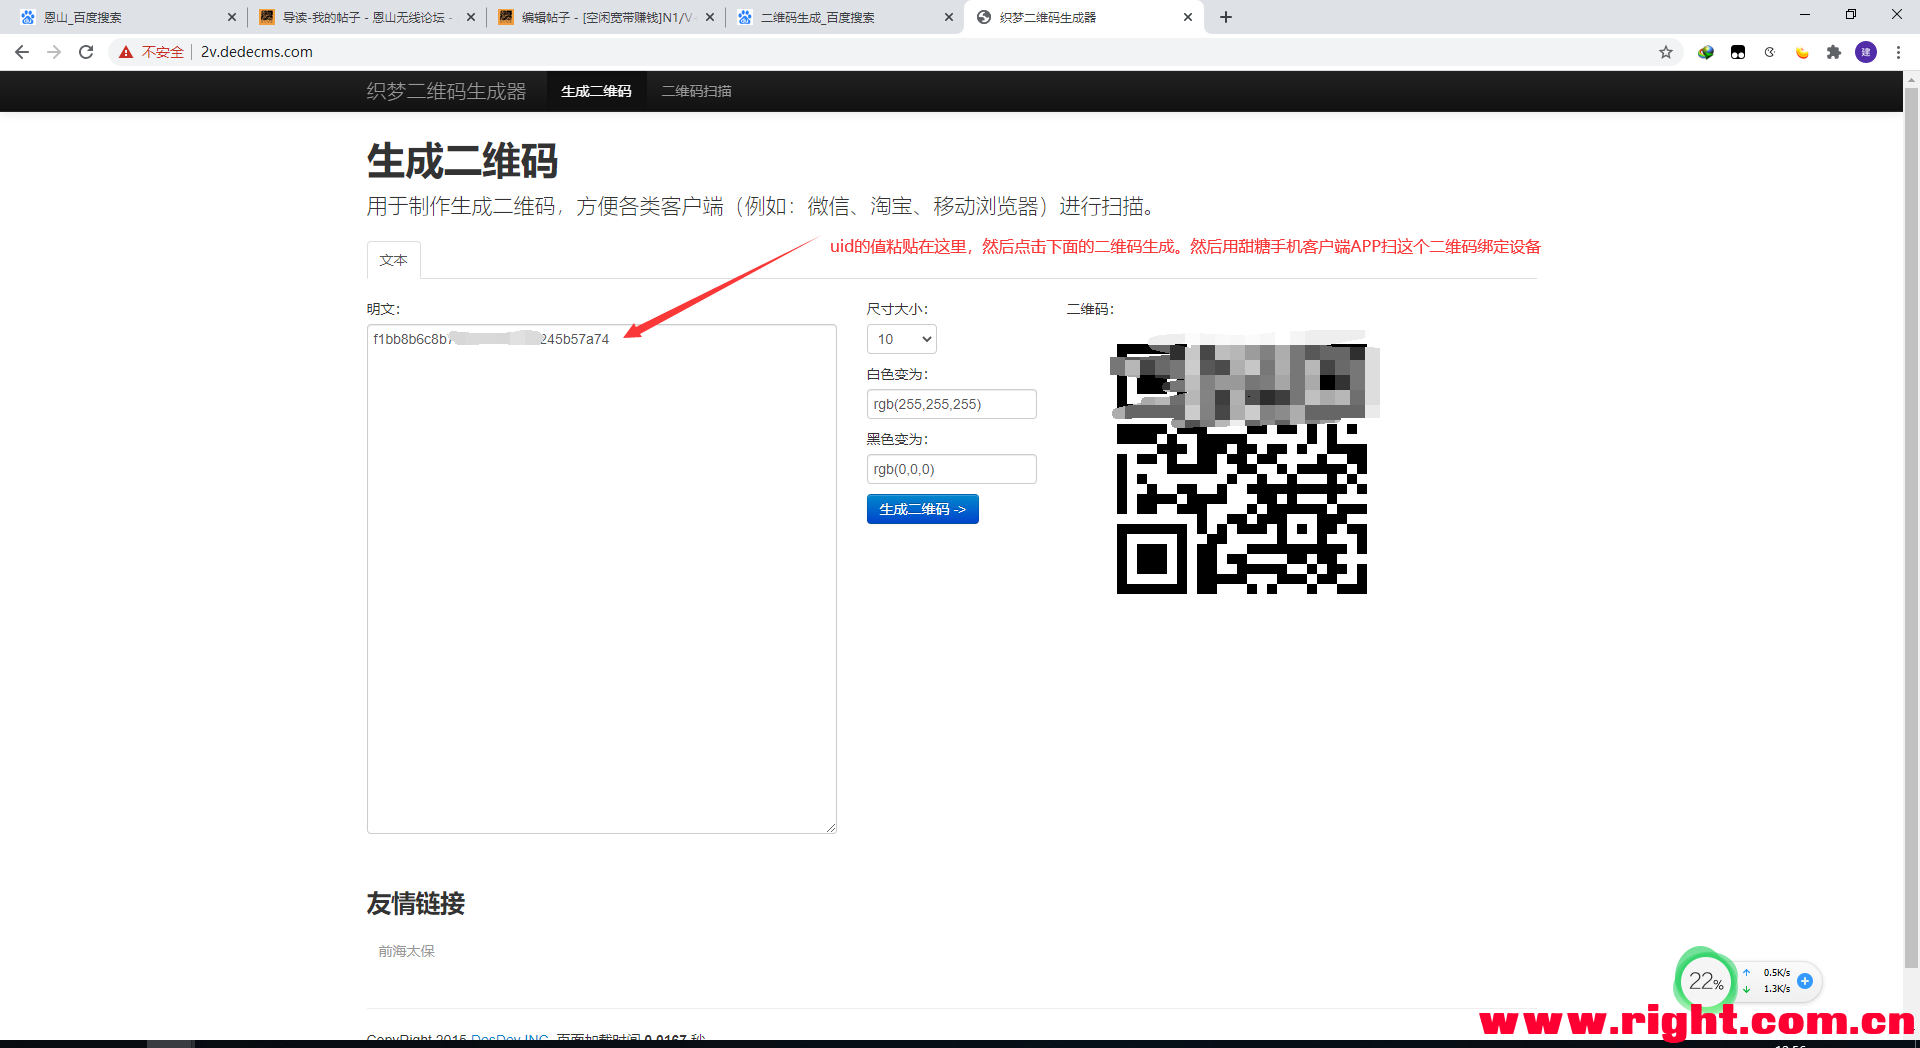 恩山_百度搜索
导读-我的帖子 - 恩山无线论坛 -
编辑帖子 - [空闲宽带赚钱]N1/V
二维码生成_百度搜索
织梦二维码生成器
不安全
2v.dedecms.com
建
织梦二维码生成器
生成二维码
二维码扫描
生成二维码
用于制作生成二维码，方便各类客户端（例如：微信、淘宝、移动浏览器）进行扫描。
uid的值粘贴在这里，然后点击下面的二维码生成。然后用甜糖手机客户端APP扫这个二维码绑定设备
文本
明文：
尺寸大小：
二维码：
f1bb8b6c8b
245b57a74
10
白色变为：
rgb(255,255,255)
黑色变为：
rgb(0,0,0)
生成二维码 ->
友情链接
前海太保
22%
0.5K/s
1.3K/s
www.right.com.cn
CopyRight 2015 DesDev INC. 页面加载时间 0.0167 秒